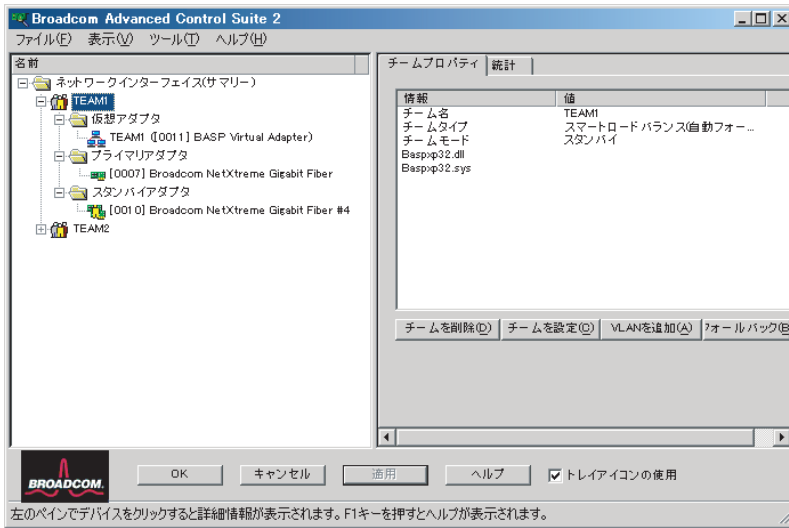 Broadcom Advanced Control Suite 2
ファイル(F) 表示(V) ツール(T) ヘルプ(H)
名前
ネットワークインターフェイス(サマリー)
TEAM1
仮想アダプタ
TEAM1 ([0011] BASP Virtual Adapter)
プライマリアダプタ
[0007] Broadcom NetXtreme Gigabit Fiber
スタンバイアダプタ
[0010] Broadcom NetXtreme Gigabit Fiber #4
TEAM2
チームプロパティ 統計
情報 値
チーム名 TEAM1
チームタイプ スマートロードバランス(自動フォー...
チームモード スタンバイ
Baspxp32.dll
Baspxp32.sys
チームを削除(D) チームを設定(C) VLANを追加(A) フォールバック(B
BROADCOM. OK キャンセル 適用 ヘルプ トレイアイコンの使用
左のペインでデバイスをクリックすると詳細情報が表示されます。F1キーを押すとヘルプが表示されます。